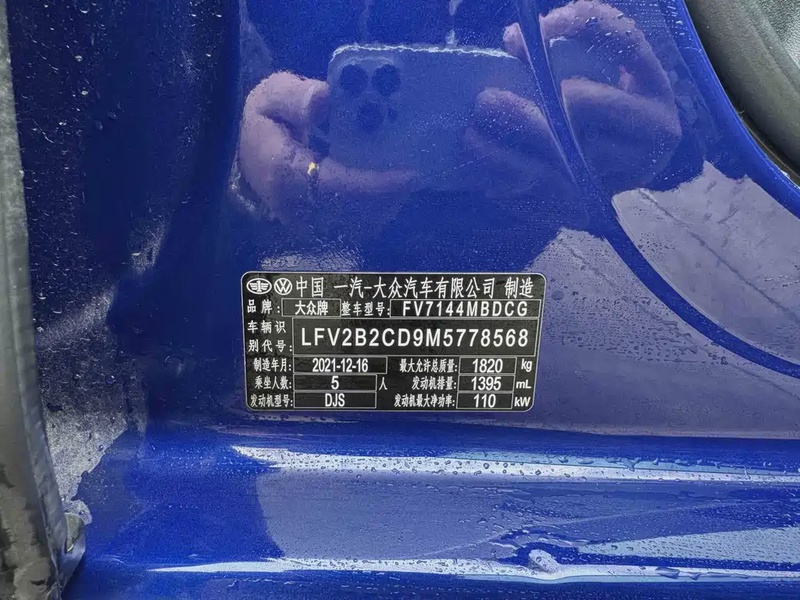 中国 一汽-大众汽车有限公司 制造
品牌: 大众牌 整车型号: FV7144MBDCG
车辆识别代号: LFV2B2CD9M5778568
制造年月: 2021-12-16 最大允许总质量: 1820 kg
乘坐人数: 5 人 发动机排量: 1395 mL
发动机型号: DJS 发动机最大净功率: 110 kW